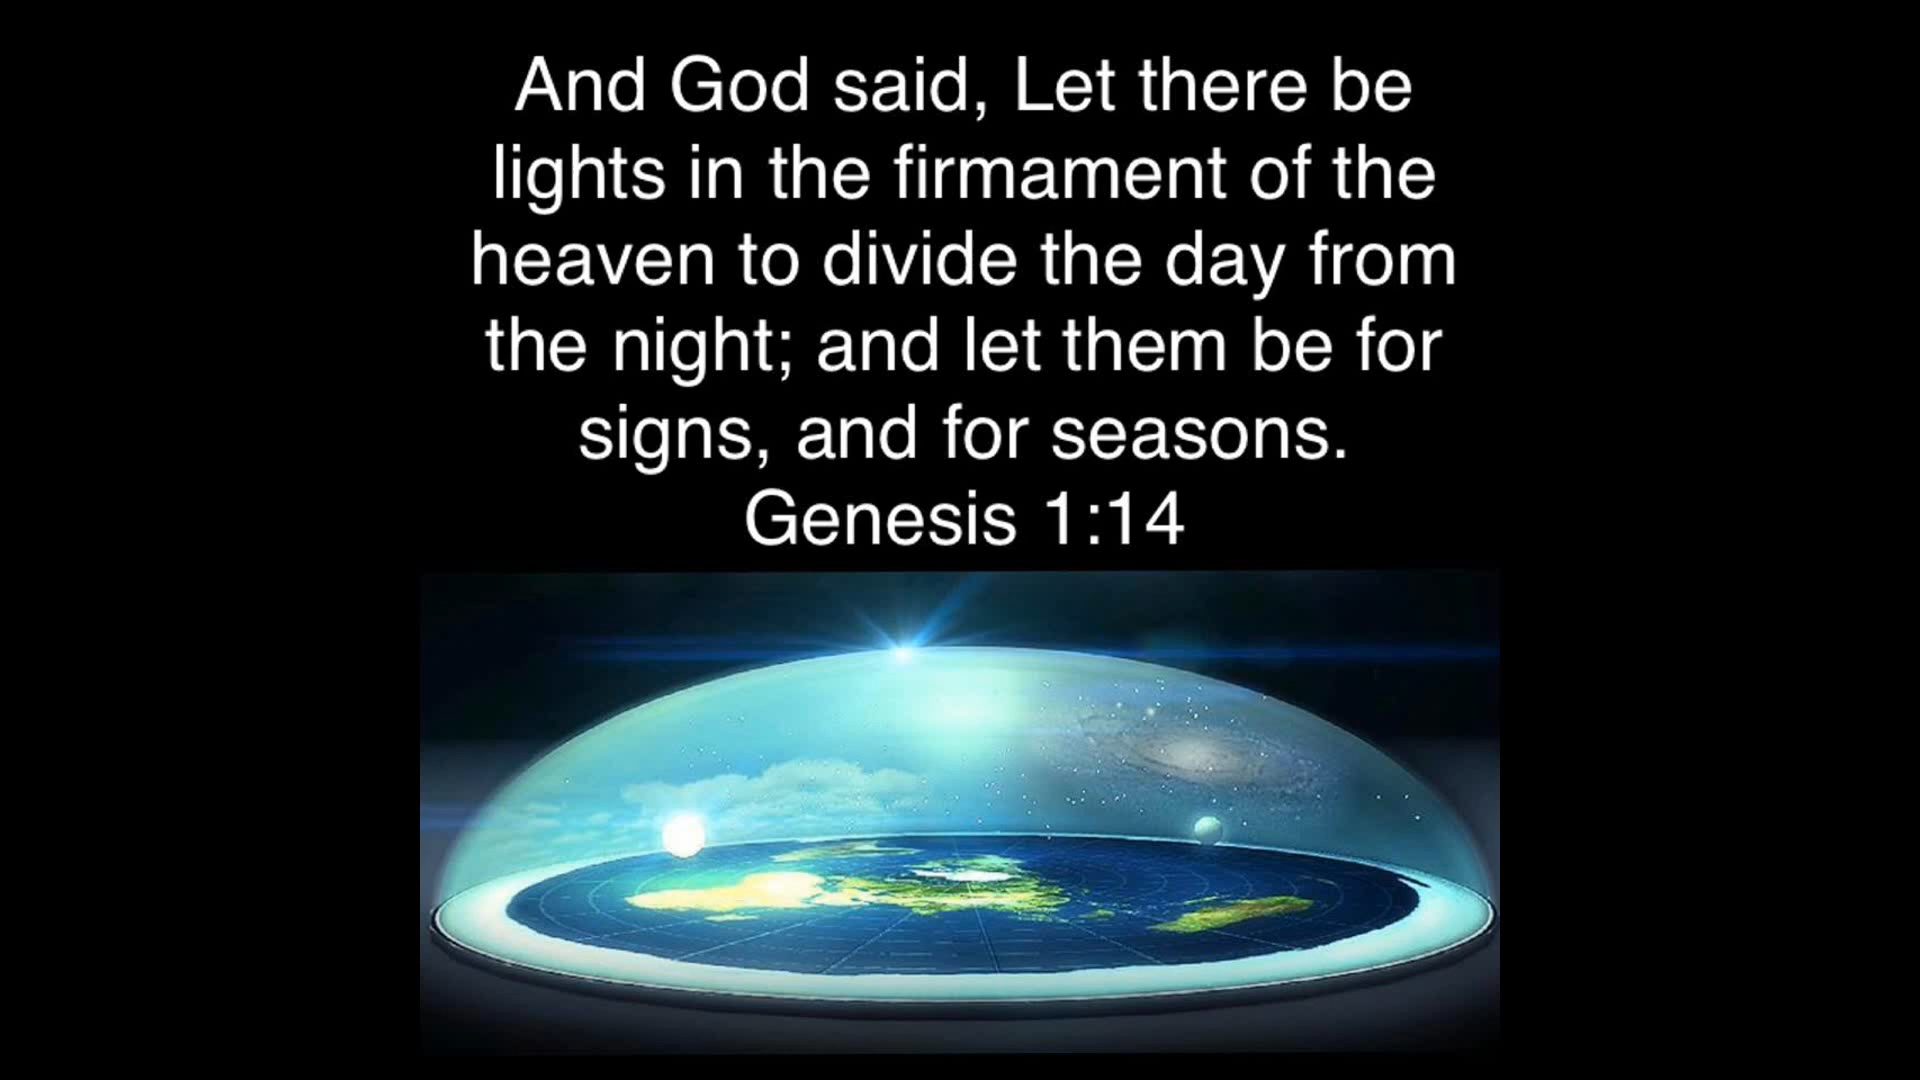 And God said, Let there be
lights in the firmament of the
heaven to divide the day from
the night; and let them be for
signs, and for seasons.
Genesis 1:14